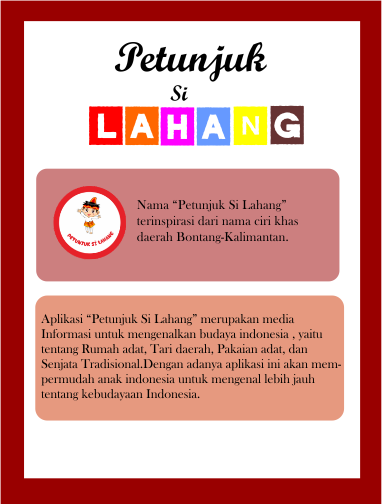 Petunjuk
Si
LAHANG
Nama “Petunjuk Si Lahang”
terinspirasi dari nama ciri khas
daerah Bontang-Kalimantan.
PETUNJUK SI LAHANG
Aplikasi “Petunjuk Si Lahang” merupakan media
Informasi untuk mengenalkan budaya indonesia , yaitu
tentang Rumah adat, Tari daerah, Pakaian adat, dan
Senjata Tradisional.Dengan adanya aplikasi ini akan mem-
permudah anak indonesia untuk mengenal lebih jauh
tentang kebudayaan Indonesia.